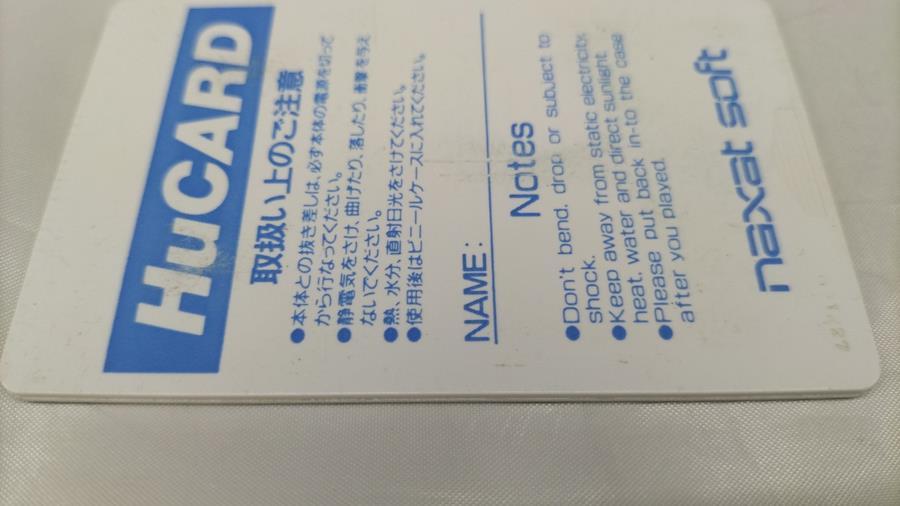 HuCARD
取扱い上のご注意
●本体との抜き差しは、必ず本体の電源を切って
から行なってください。
●静電気をさけ、曲げたり、落したり、衝撃を与え
ないでください。
●熱、水分、直射日光をさけてください。
●使用後はビニールケースに入れてください。
NAME:
Notes
●Don't bend. drop or subject to
shock.
●Keep away from static electricity,
heat, water and direct sunlight
●Please put back in-to the case
after you played.
naxat soft